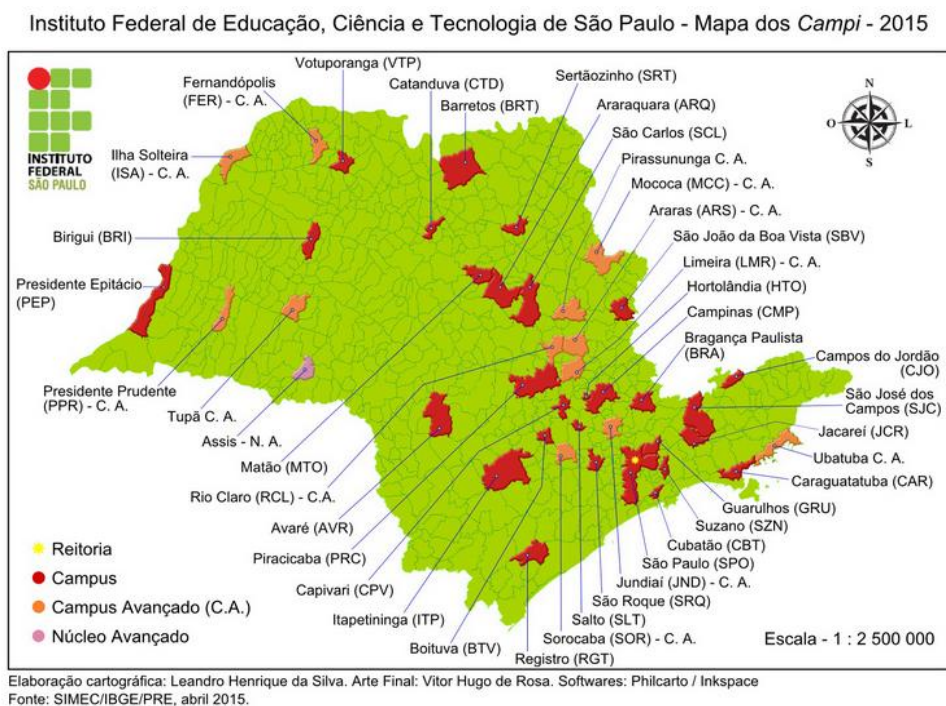 Instituto Federal de Educação, Ciência e Tecnologia de São Paulo - Mapa dos Campi - 2015
INSTITUTO
FEDERAL
SÃO PAULO
N
O
L
S
Votuporanga (VTP)
Fernandópolis
(FER) - C. A.
Catanduva (CTD)
Barretos (BRT)
Sertãozinho (SRT)
Araraquara (ARQ)
São Carlos (SCL)
Pirassununga C. A.
Mococa (MCC) - C. A.
Araras (ARS) - C. A.
São João da Boa Vista (SBV)
Limeira (LMR) - C. A.
Hortolândia (HTO)
Campinas (CMP)
Bragança Paulista
(BRA)
Campos do Jordão
(CJO)
São José dos
Campos (SJC)
Jacareí (JCR)
Ubatuba C. A.
Caraguatatuba (CAR)
Guarulhos (GRU)
Suzano (SZN)
Cubatão (CBT)
São Paulo (SPO)
Jundiaí (JND) - C. A.
São Roque (SRQ)
Salto (SLT)
Sorocaba (SOR) - C. A.
Registro (RGT)
Ilha Solteira
(ISA) - C. A.
Birigui (BRI)
Presidente Epitácio
(PEP)
Presidente Prudente
(PPR) - C. A.
Tupã C. A.
Assis - N. A.
Matão (MTO)
Rio Claro (RCL) - C.A.
Avaré (AVR)
Piracicaba (PRC)
Capivari (CPV)
Itapetininga (ITP)
Boituva (BTV)
Reitoria
Campus
Campus Avançado (C.A.)
Núcleo Avançado
Escala - 1 : 2 500 000
Elaboração cartográfica: Leandro Henrique da Silva. Arte Final: Vitor Hugo de Rosa. Softwares: Philcarto / Inkspace
Fonte: SIMEC/IBGE/PRE, abril 2015.